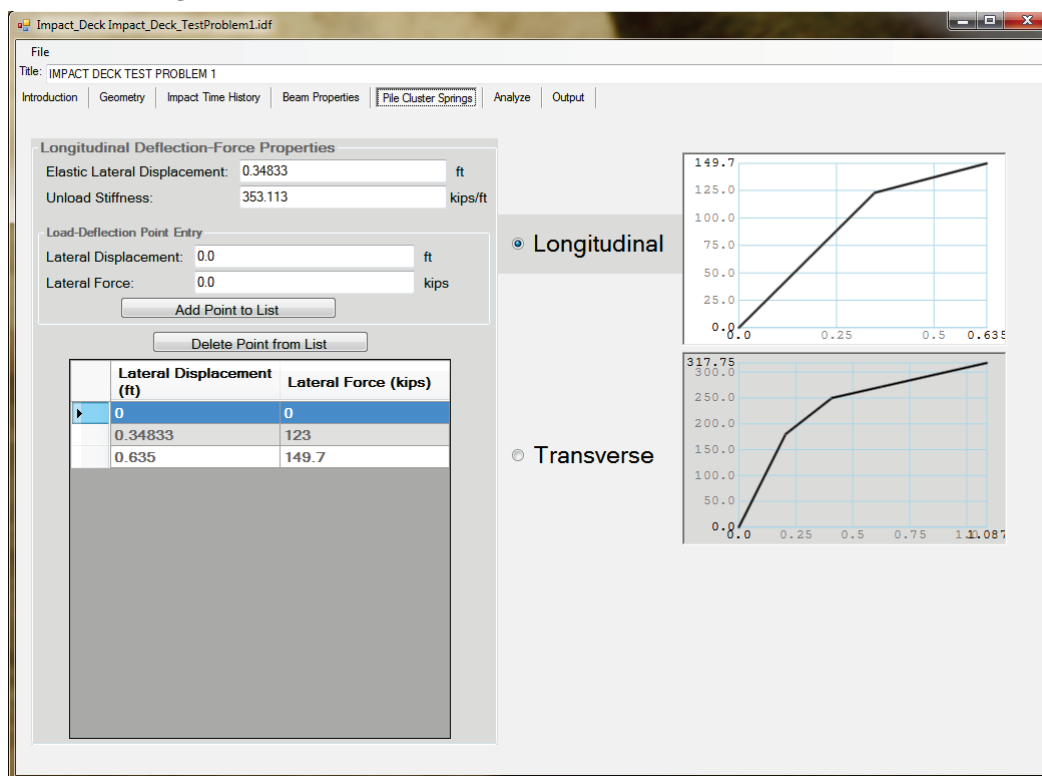 Impact_Deck Impact_Deck_TestProblem1.idf
File
Title: IMPACT DECK TEST PROBLEM 1
Introduction Geometry Impact Time History Beam Properties Pile Cluster Springs Analyze Output
Longitudinal Deflection-Force Properties
Elastic Lateral Displacement: 0.34833 ft
Unload Stiffness: 353.113 kips/ft
Load-Deflection Point Entry
Lateral Displacement: 0.0 ft
Lateral Force: 0.0 kips
Add Point to List
Delete Point from List
Lateral Displacement (ft) Lateral Force (kips)
0 0
0.34833 123
0.635 149.7
Longitudinal
149.7
125.0
100.0
75.0
50.0
25.0
0.0
0.0 0.25 0.5 0.635
Transverse
317.75
300.0
250.0
200.0
150.0
100.0
50.0
0.0
0.0 0.25 0.5 0.75 1.0 1.087